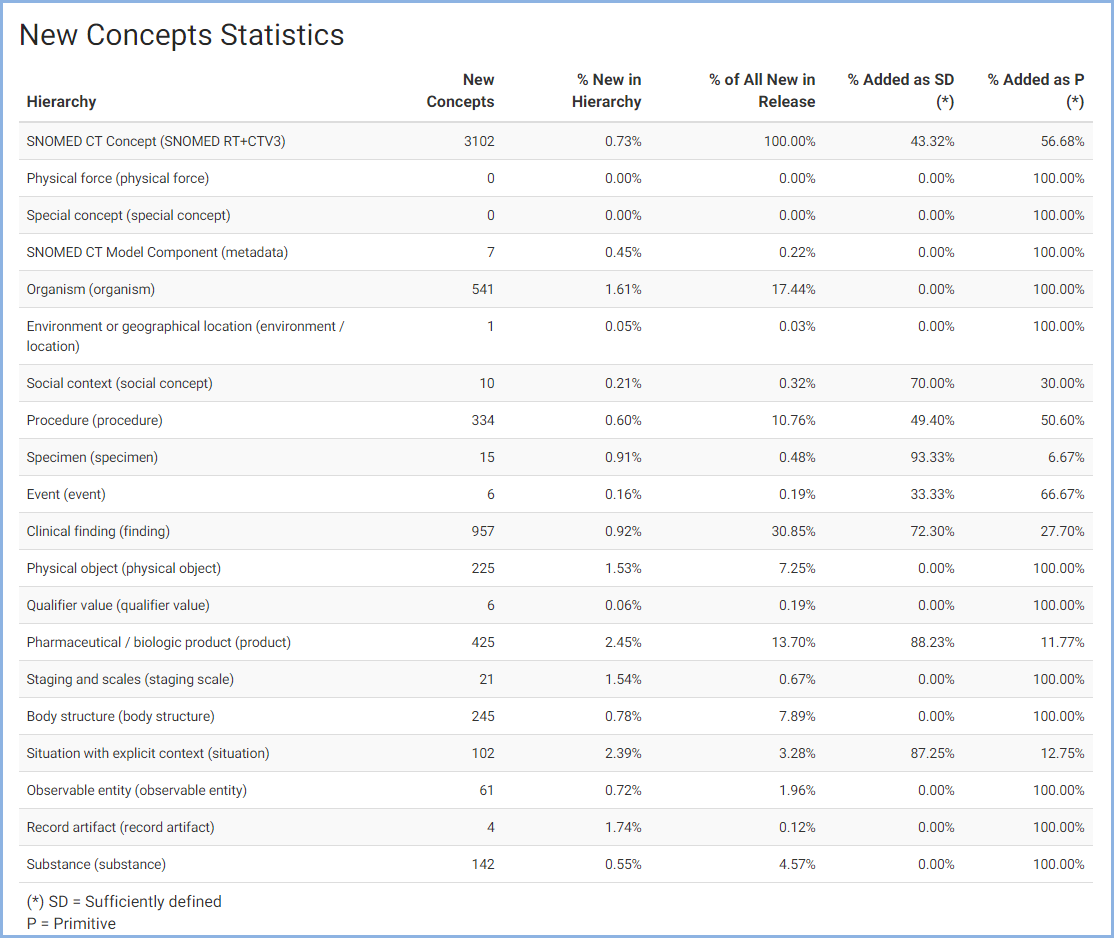 New Concepts Statistics
Hierarchy New Concepts % New in Hierarchy % of All New in Release % Added as SD (*) % Added as P (*)
SNOMED CT Concept (SNOMED RT+CTV3) 3102 0.73% 100.00% 43.32% 56.68%
Physical force (physical force) 0 0.00% 0.00% 0.00% 100.00%
Special concept (special concept) 0 0.00% 0.00% 0.00% 100.00%
SNOMED CT Model Component (metadata) 7 0.45% 0.22% 0.00% 100.00%
Organism (organism) 541 1.61% 17.44% 0.00% 100.00%
Environment or geographical location (environment / location) 1 0.05% 0.03% 0.00% 100.00%
Social context (social concept) 10 0.21% 0.32% 70.00% 30.00%
Procedure (procedure) 334 0.60% 10.76% 49.40% 50.60%
Specimen (specimen) 15 0.91% 0.48% 93.33% 6.67%
Event (event) 6 0.16% 0.19% 33.33% 66.67%
Clinical finding (finding) 957 0.92% 30.85% 72.30% 27.70%
Physical object (physical object) 225 1.53% 7.25% 0.00% 100.00%
Qualifier value (qualifier value) 6 0.06% 0.19% 0.00% 100.00%
Pharmaceutical / biologic product (product) 425 2.45% 13.70% 88.23% 11.77%
Staging and scales (staging scale) 21 1.54% 0.67% 0.00% 100.00%
Body structure (body structure) 245 0.78% 7.89% 0.00% 100.00%
Situation with explicit context (situation) 102 2.39% 3.28% 87.25% 12.75%
Observable entity (observable entity) 61 0.72% 1.96% 0.00% 100.00%
Record artifact (record artifact) 4 1.74% 0.12% 0.00% 100.00%
Substance (substance) 142 0.55% 4.57% 0.00% 100.00%
(*) SD = Sufficiently defined
P = Primitive